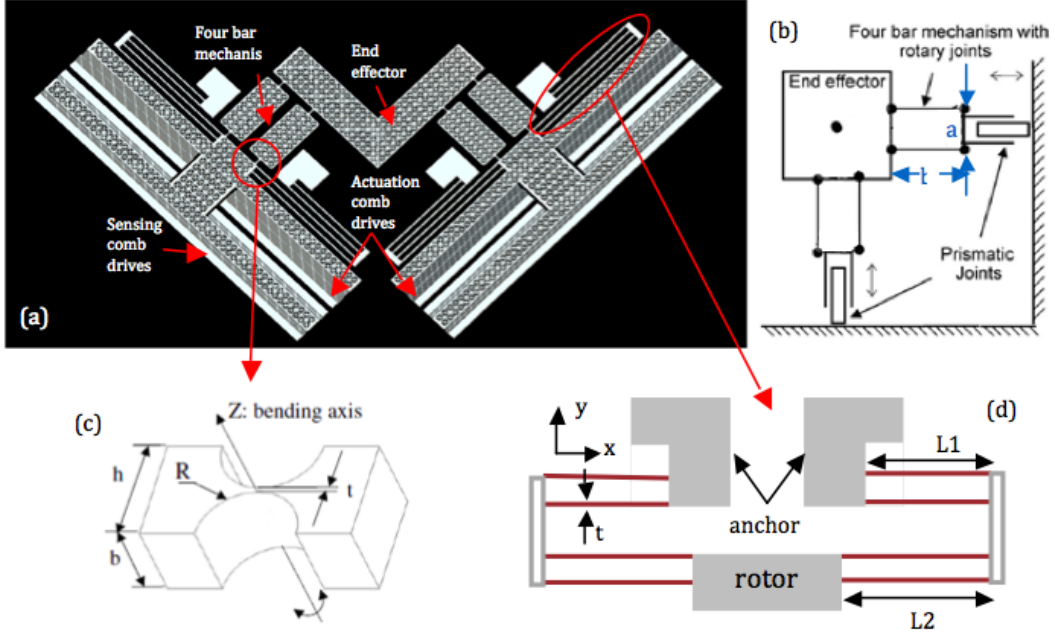 Four bar
mechanis
End
effector
Sensing
comb
drives
Actuation
comb
drives
(a)
(b)
Four bar mechanism with
rotary joints
End effector
a
t
Prismatic
Joints
(c)
Z: bending axis
h
R
t
b
(d)
y
x
L1
anchor
t
rotor
L2